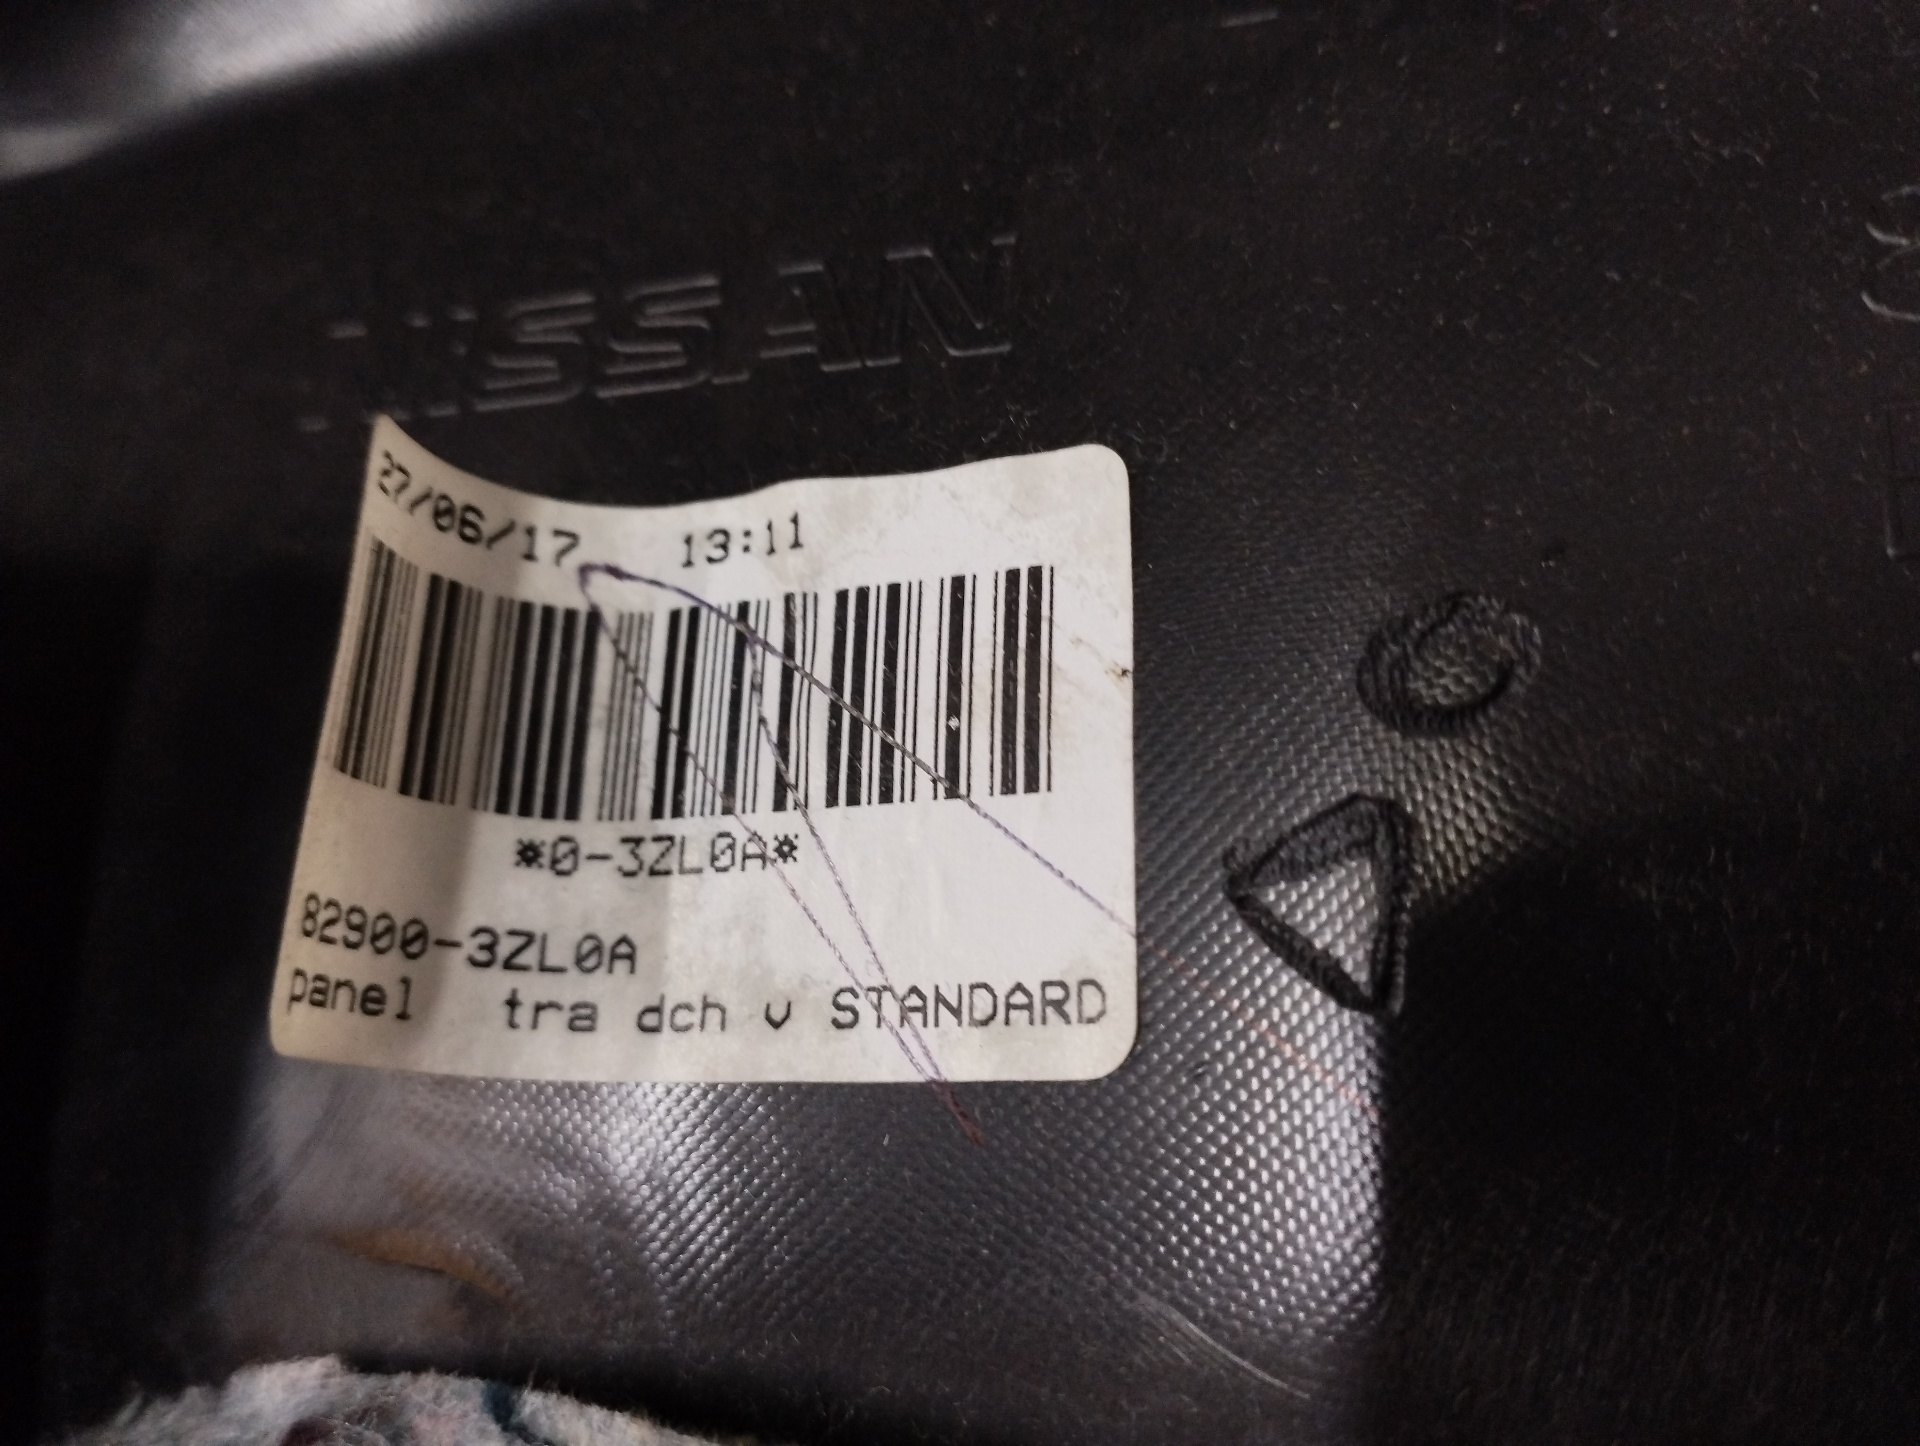 NISSAN
27/06/17 13:11
*0-3ZL0A*
82900-3ZL0A
panel tra dch v STANDARD